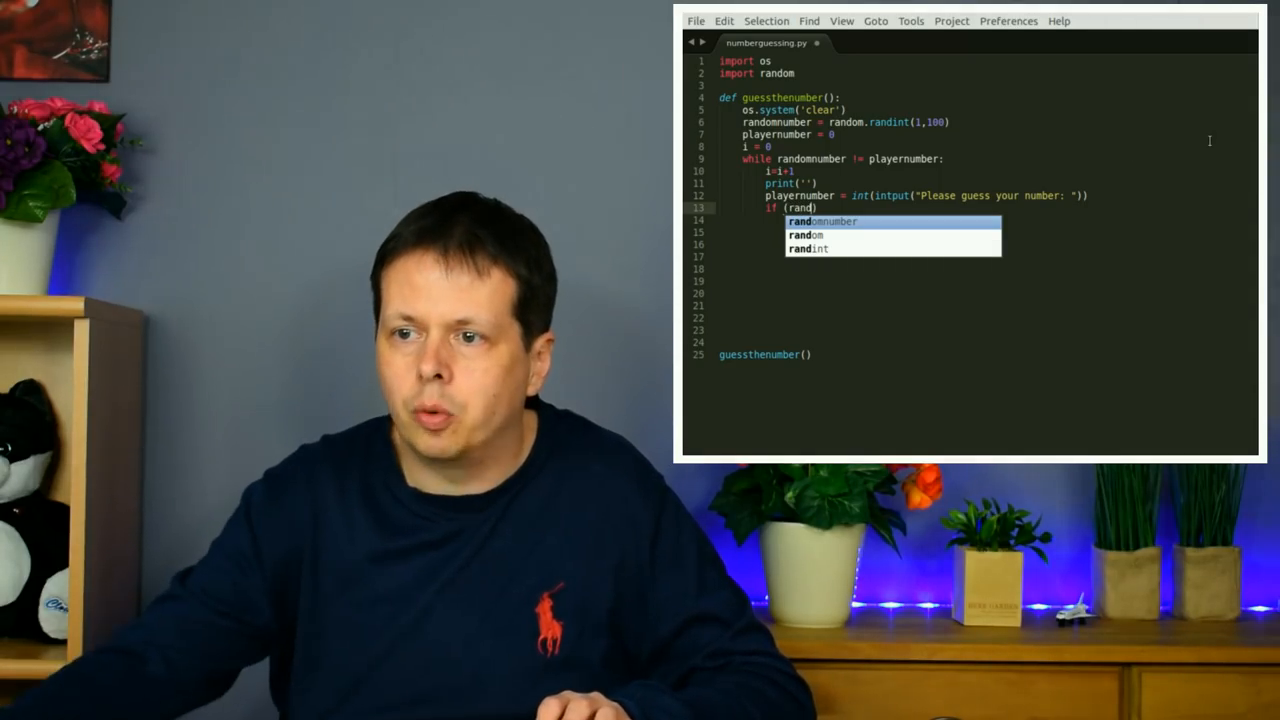 File Edit Selection Find View Goto Tools Project Preferences Help
numberguessing.py
1 import os
2 import random
3
4 def guessthenumber():
5 os.system('clear')
6 randomnumber = random.randint(1,100)
7 playernumber = 0
8 i = 0
9 while randomnumber != playernumber:
10 i=i+1
11 print('')
12 playernumber = int(intput("Please guess your number: "))
13 if (rand)
14 randomnumber
15 random
16 randint
17
18
19
20
21
22
23
24
25 guessthenumber()
HERB GARDEN